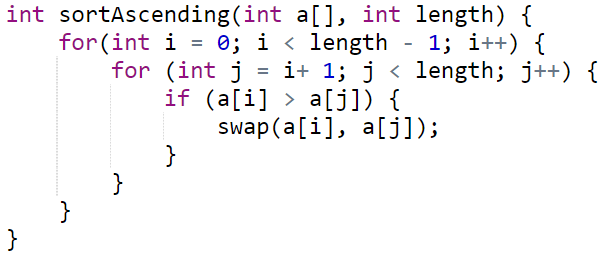 int sortAscending(int a[], int length) {
    for(int i = 0; i < length - 1; i++) {
        for (int j = i+ 1; j < length; j++) {
            if (a[i] > a[j]) {
                swap(a[i], a[j]);
            }
        }
    }
}